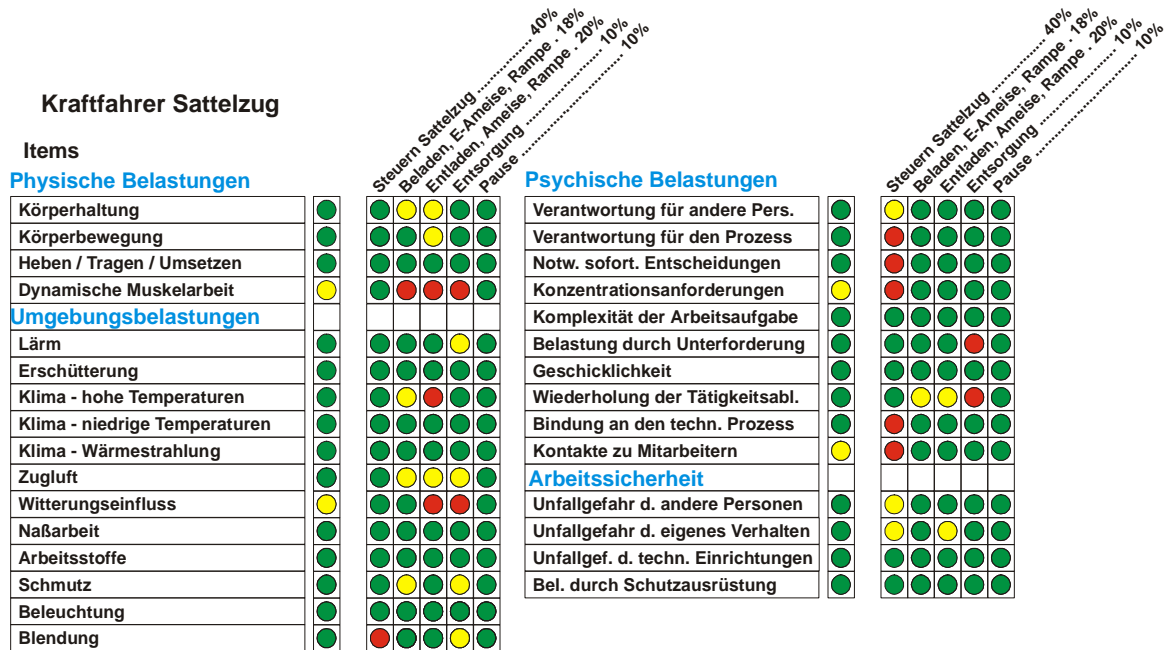 Kraftfahrer Sattelzug
Items
Steuern Sattelzug ............ 40%
Beladen, E-Ameise, Rampe . 18%
Entladen, Ameise, Rampe . 20%
Entsorgung .................. 10%
Pause .......................... 10%
Physische Belastungen
Körperhaltung
Körperbewegung
Heben / Tragen / Umsetzen
Dynamische Muskelarbeit
Umgebungsbelastungen
Lärm
Erschütterung
Klima - hohe Temperaturen
Klima - niedrige Temperaturen
Klima - Wärmestrahlung
Zugluft
Witterungseinfluss
Naßarbeit
Arbeitsstoffe
Schmutz
Beleuchtung
Blendung
Steuern Sattelzug ............ 40%
Beladen, E-Ameise, Rampe . 18%
Entladen, Ameise, Rampe . 20%
Entsorgung .................. 10%
Pause .......................... 10%
Psychische Belastungen
Verantwortung für andere Pers.
Verantwortung für den Prozess
Notw. sofort. Entscheidungen
Konzentrationsanforderungen
Komplexität der Arbeitsaufgabe
Belastung durch Unterforderung
Geschicklichkeit
Wiederholung der Tätigkeitsabl.
Bindung an den techn. Prozess
Kontakte zu Mitarbeitern
Arbeitssicherheit
Unfallgefahr d. andere Personen
Unfallgefahr d. eigenes Verhalten
Unfallgef. d. techn. Einrichtungen
Bel. durch Schutzausrüstung